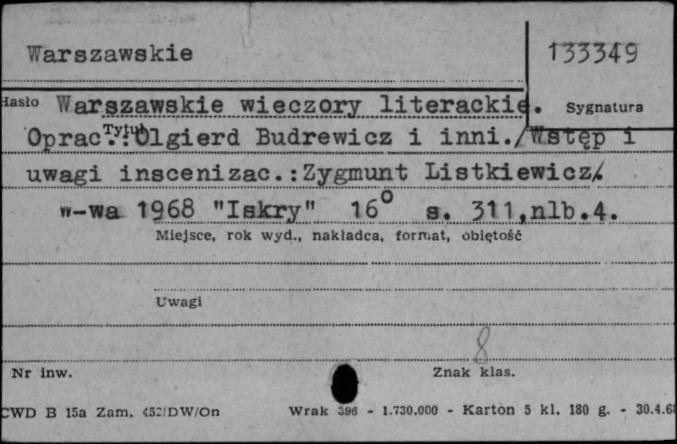 Warszawskie
133349
Hasło Warszawskie wieczory literackie.
Sygnatura
Tytuł
Oprac.:Olgierd Budrewicz i inni./Wstęp i
uwagi inscenizac.:Zygmunt Listkiewicz/.
W-wa 1968 "Iskry" 16° s. 311,nlb.4.
Miejsce, rok wyd., nakładca, format, objętość
Uwagi
8
Nr inw.
Znak klas.
CWD B 15a Zam. 452/DW/On Wrak 396 - 1.730.000 - Karton 5 kl. 180 g. - 30.4.68